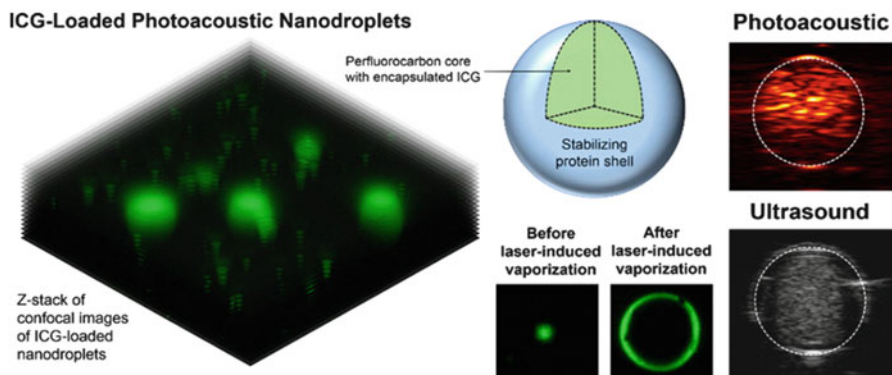 ICG-Loaded Photoacoustic Nanodroplets
Perfluorocarbon core
with encapsulated ICG
Stabilizing
protein shell
Photoacoustic
Ultrasound
Before
laser-induced
vaporization
After
laser-induced
vaporization
Z-stack of
confocal images
of ICG-loaded
nanodroplets